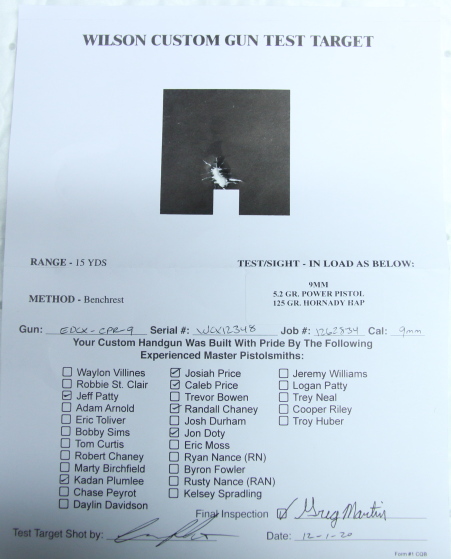 WILSON CUSTOM GUN TEST TARGET
RANGE - 15 YDS
TEST/SIGHT - IN LOAD AS BELOW:
METHOD - Benchrest
9MM
5.2 GR. POWER PISTOL
125 GR. HORNADY HAP
Gun: EDCX-CPR-9 Serial #: WCX12348 Job #: 1262834 Cal: 9mm
Your Custom Handgun Was Built With Pride By The Following
Experienced Master Pistolsmiths:
Waylon Villines
Robbie St. Clair
Jeff Patty
Adam Arnold
Eric Toliver
Bobby Sims
Tom Curtis
Robert Chaney
Marty Birchfield
Kadan Plumlee
Chase Peyrot
Daylin Davidson
Josiah Price
Caleb Price
Trevor Bowen
Randall Chaney
Josh Durham
Jon Doty
Eric Moss
Ryan Nance (RN)
Byron Fowler
Rusty Nance (RAN)
Kelsey Spradling
Jeremy Williams
Logan Patty
Trey Neal
Cooper Riley
Troy Huber
Final Inspection Greg Martin
Test Target Shot by:
Date: 12-1-20
Form #1 CGB